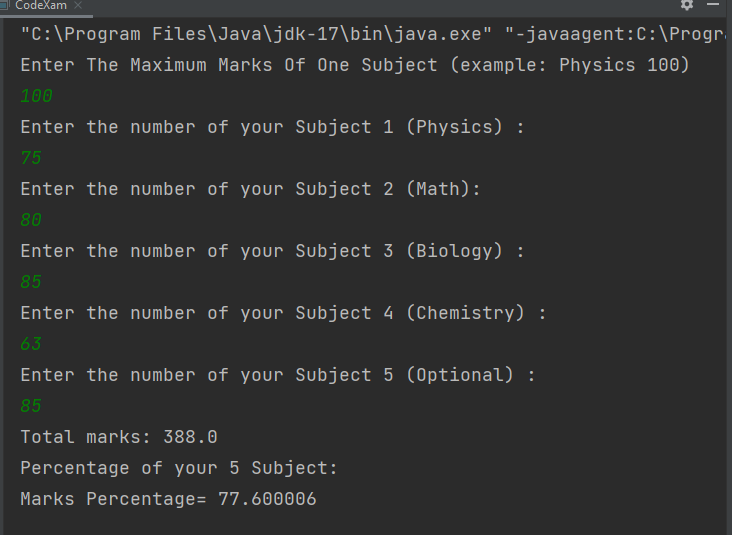 CodeXam
"C:\Program Files\Java\jdk-17\bin\java.exe" "-javaagent:C:\Progr
Enter The Maximum Marks Of One Subject (example: Physics 100)
100
Enter the number of your Subject 1 (Physics) :
75
Enter the number of your Subject 2 (Math):
80
Enter the number of your Subject 3 (Biology) :
85
Enter the number of your Subject 4 (Chemistry) :
63
Enter the number of your Subject 5 (Optional) :
85
Total marks: 388.0
Percentage of your 5 Subject:
Marks Percentage= 77.600006